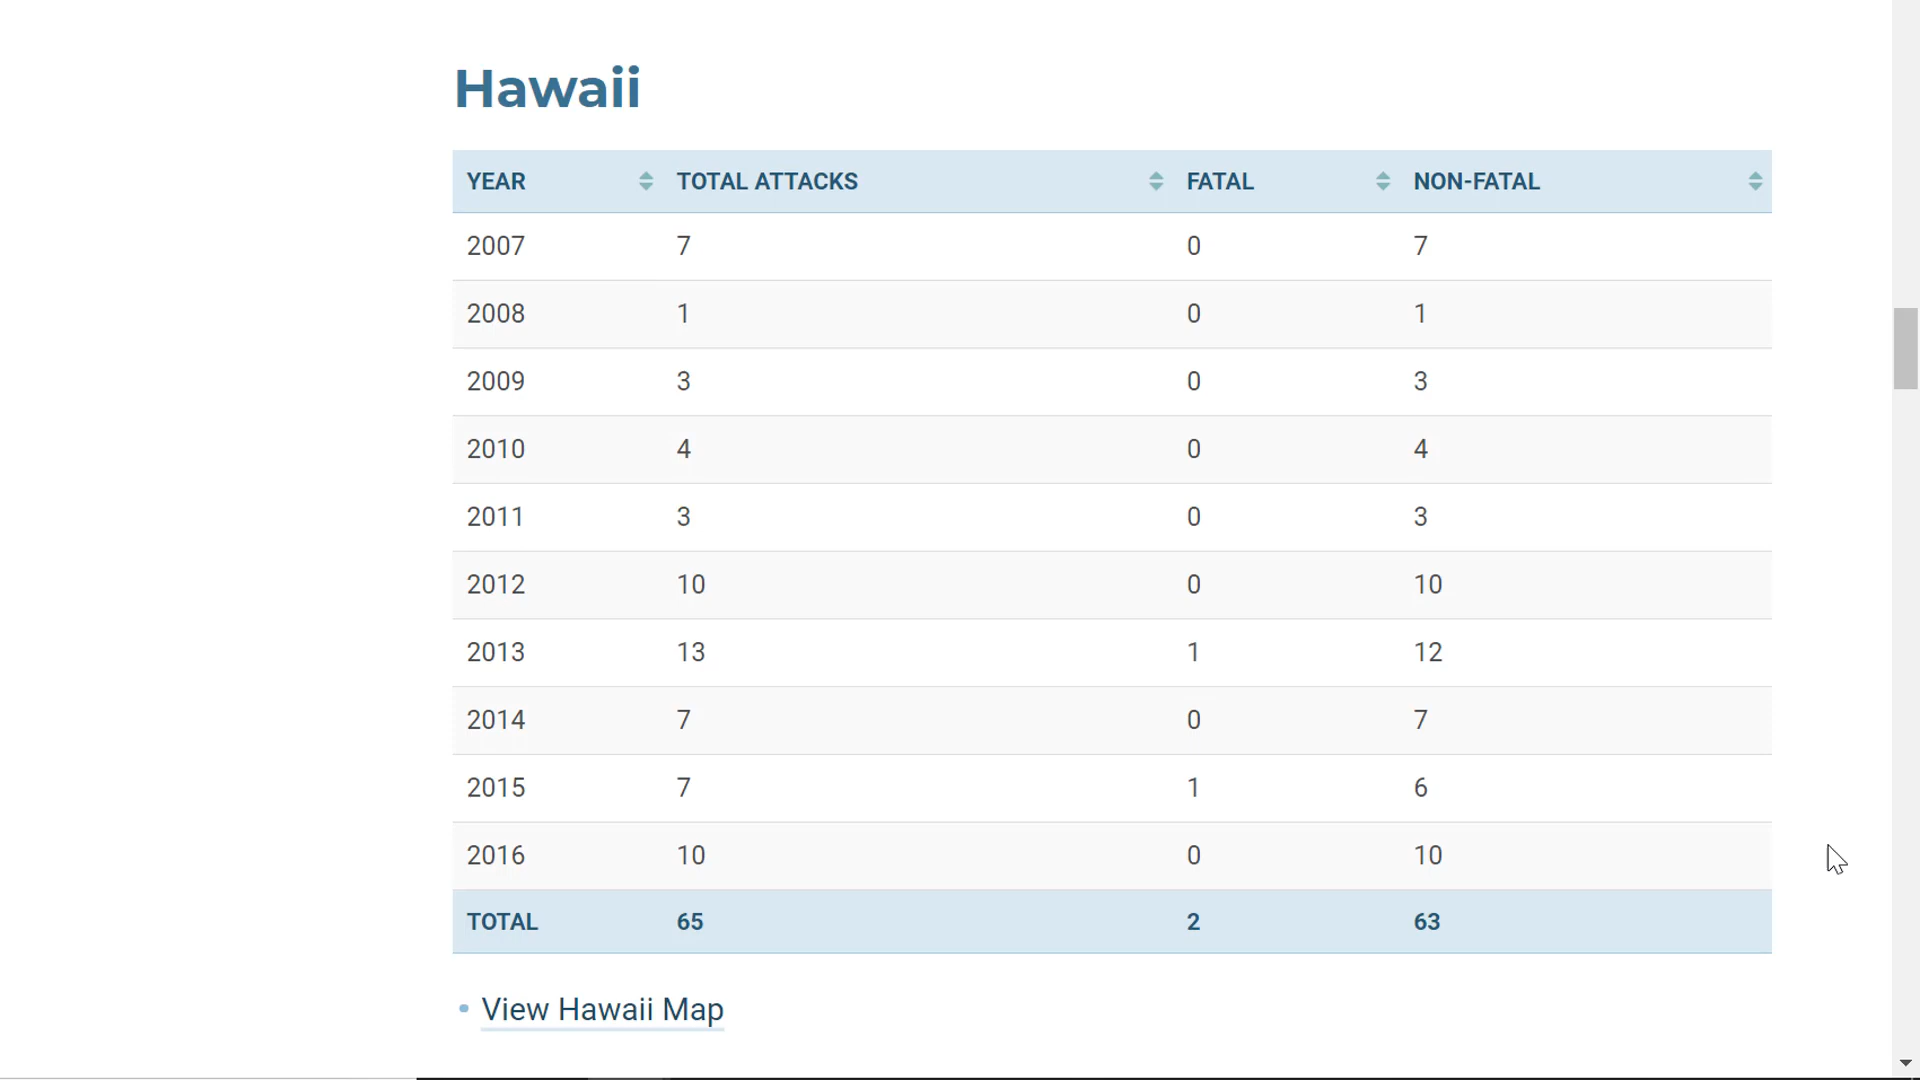 Hawaii
YEAR TOTAL ATTACKS FATAL NON-FATAL
2007 7 0 7
2008 1 0 1
2009 3 0 3
2010 4 0 4
2011 3 0 3
2012 10 0 10
2013 13 1 12
2014 7 0 7
2015 7 1 6
2016 10 0 10
TOTAL 65 2 63
View Hawaii Map